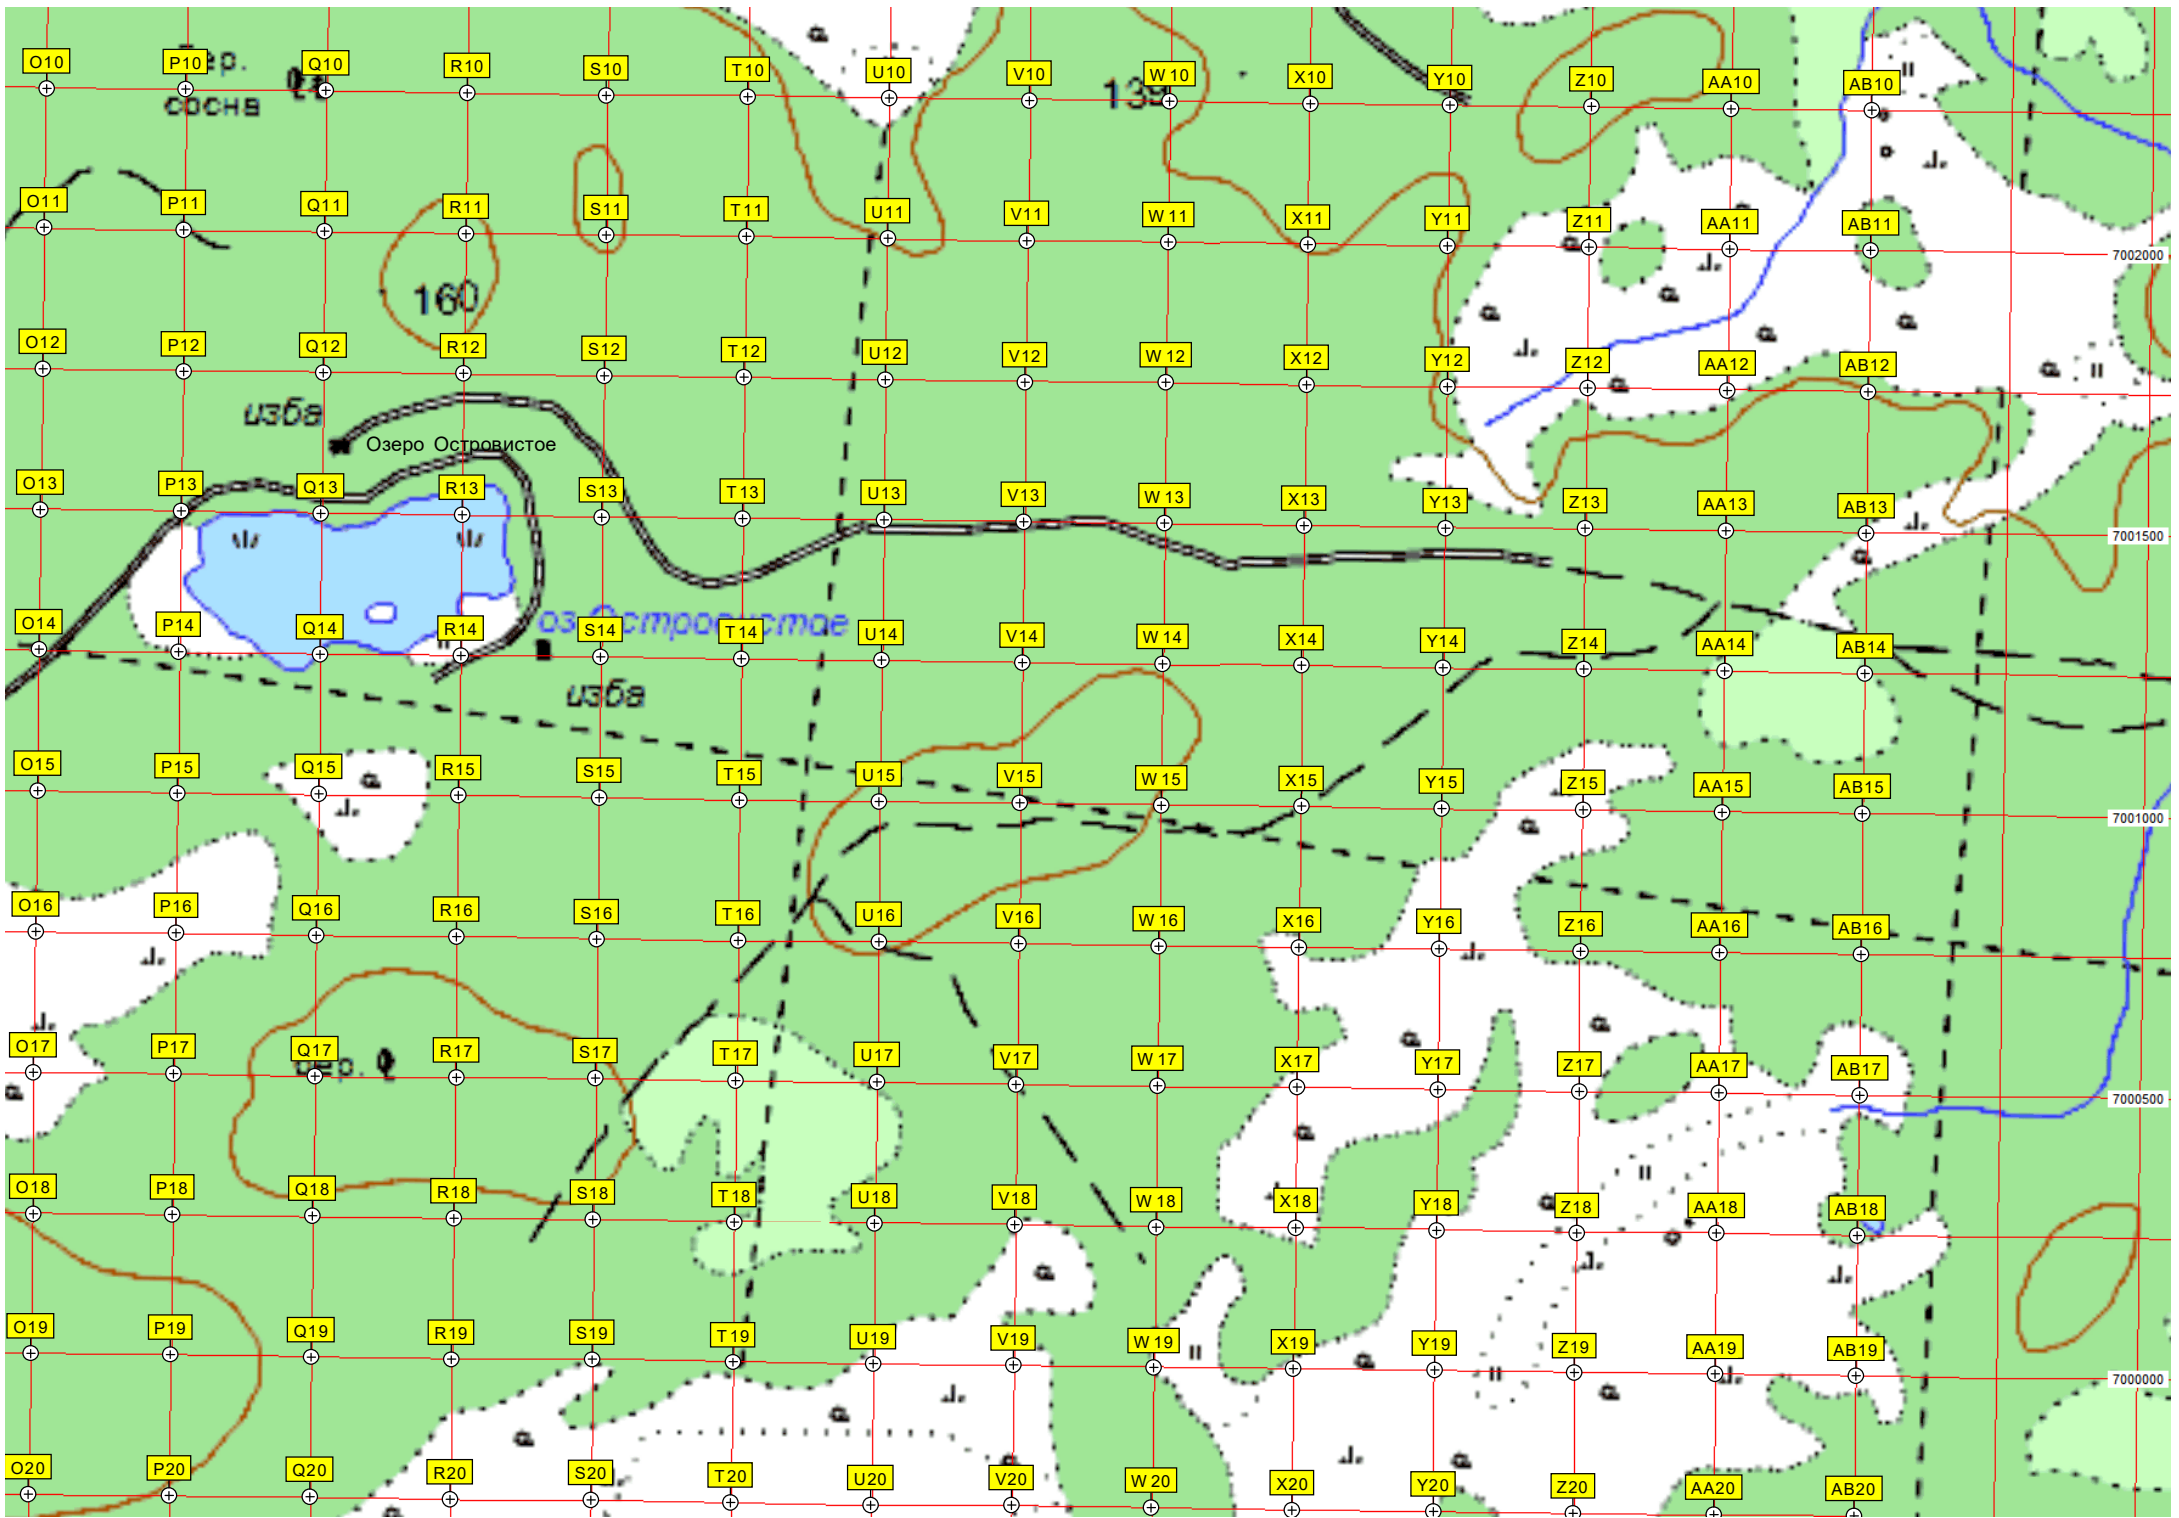 O10 P10 Q10 R10 S10 T10 U10 V10 W10 X10 Y10 Z10 AA10 AB10
сосна
139
O11 P11 Q11 R11 S11 T11 U11 V11 W11 X11 Y11 Z11 AA11 AB11
7002000
160
O12 P12 Q12 R12 S12 T12 U12 V12 W12 X12 Y12 Z12 AA12 AB12
изба
Озеро Островистое
O13 P13 Q13 R13 S13 T13 U13 V13 W13 X13 Y13 Z13 AA13 AB13
7001500
оз Островистое
O14 P14 Q14 R14 S14 T14 U14 V14 W14 X14 Y14 Z14 AA14 AB14
изба
O15 P15 Q15 R15 S15 T15 U15 V15 W15 X15 Y15 Z15 AA15 AB15
7001000
O16 P16 Q16 R16 S16 T16 U16 V16 W16 X16 Y16 Z16 AA16 AB16
O17 P17 Q17 R17 S17 T17 U17 V17 W17 X17 Y17 Z17 AA17 AB17
бер.
7000500
O18 P18 Q18 R18 S18 T18 U18 V18 W18 X18 Y18 Z18 AA18 AB18
O19 P19 Q19 R19 S19 T19 U19 V19 W19 X19 Y19 Z19 AA19 AB19
7000000
O20 P20 Q20 R20 S20 T20 U20 V20 W20 X20 Y20 Z20 AA20 AB20